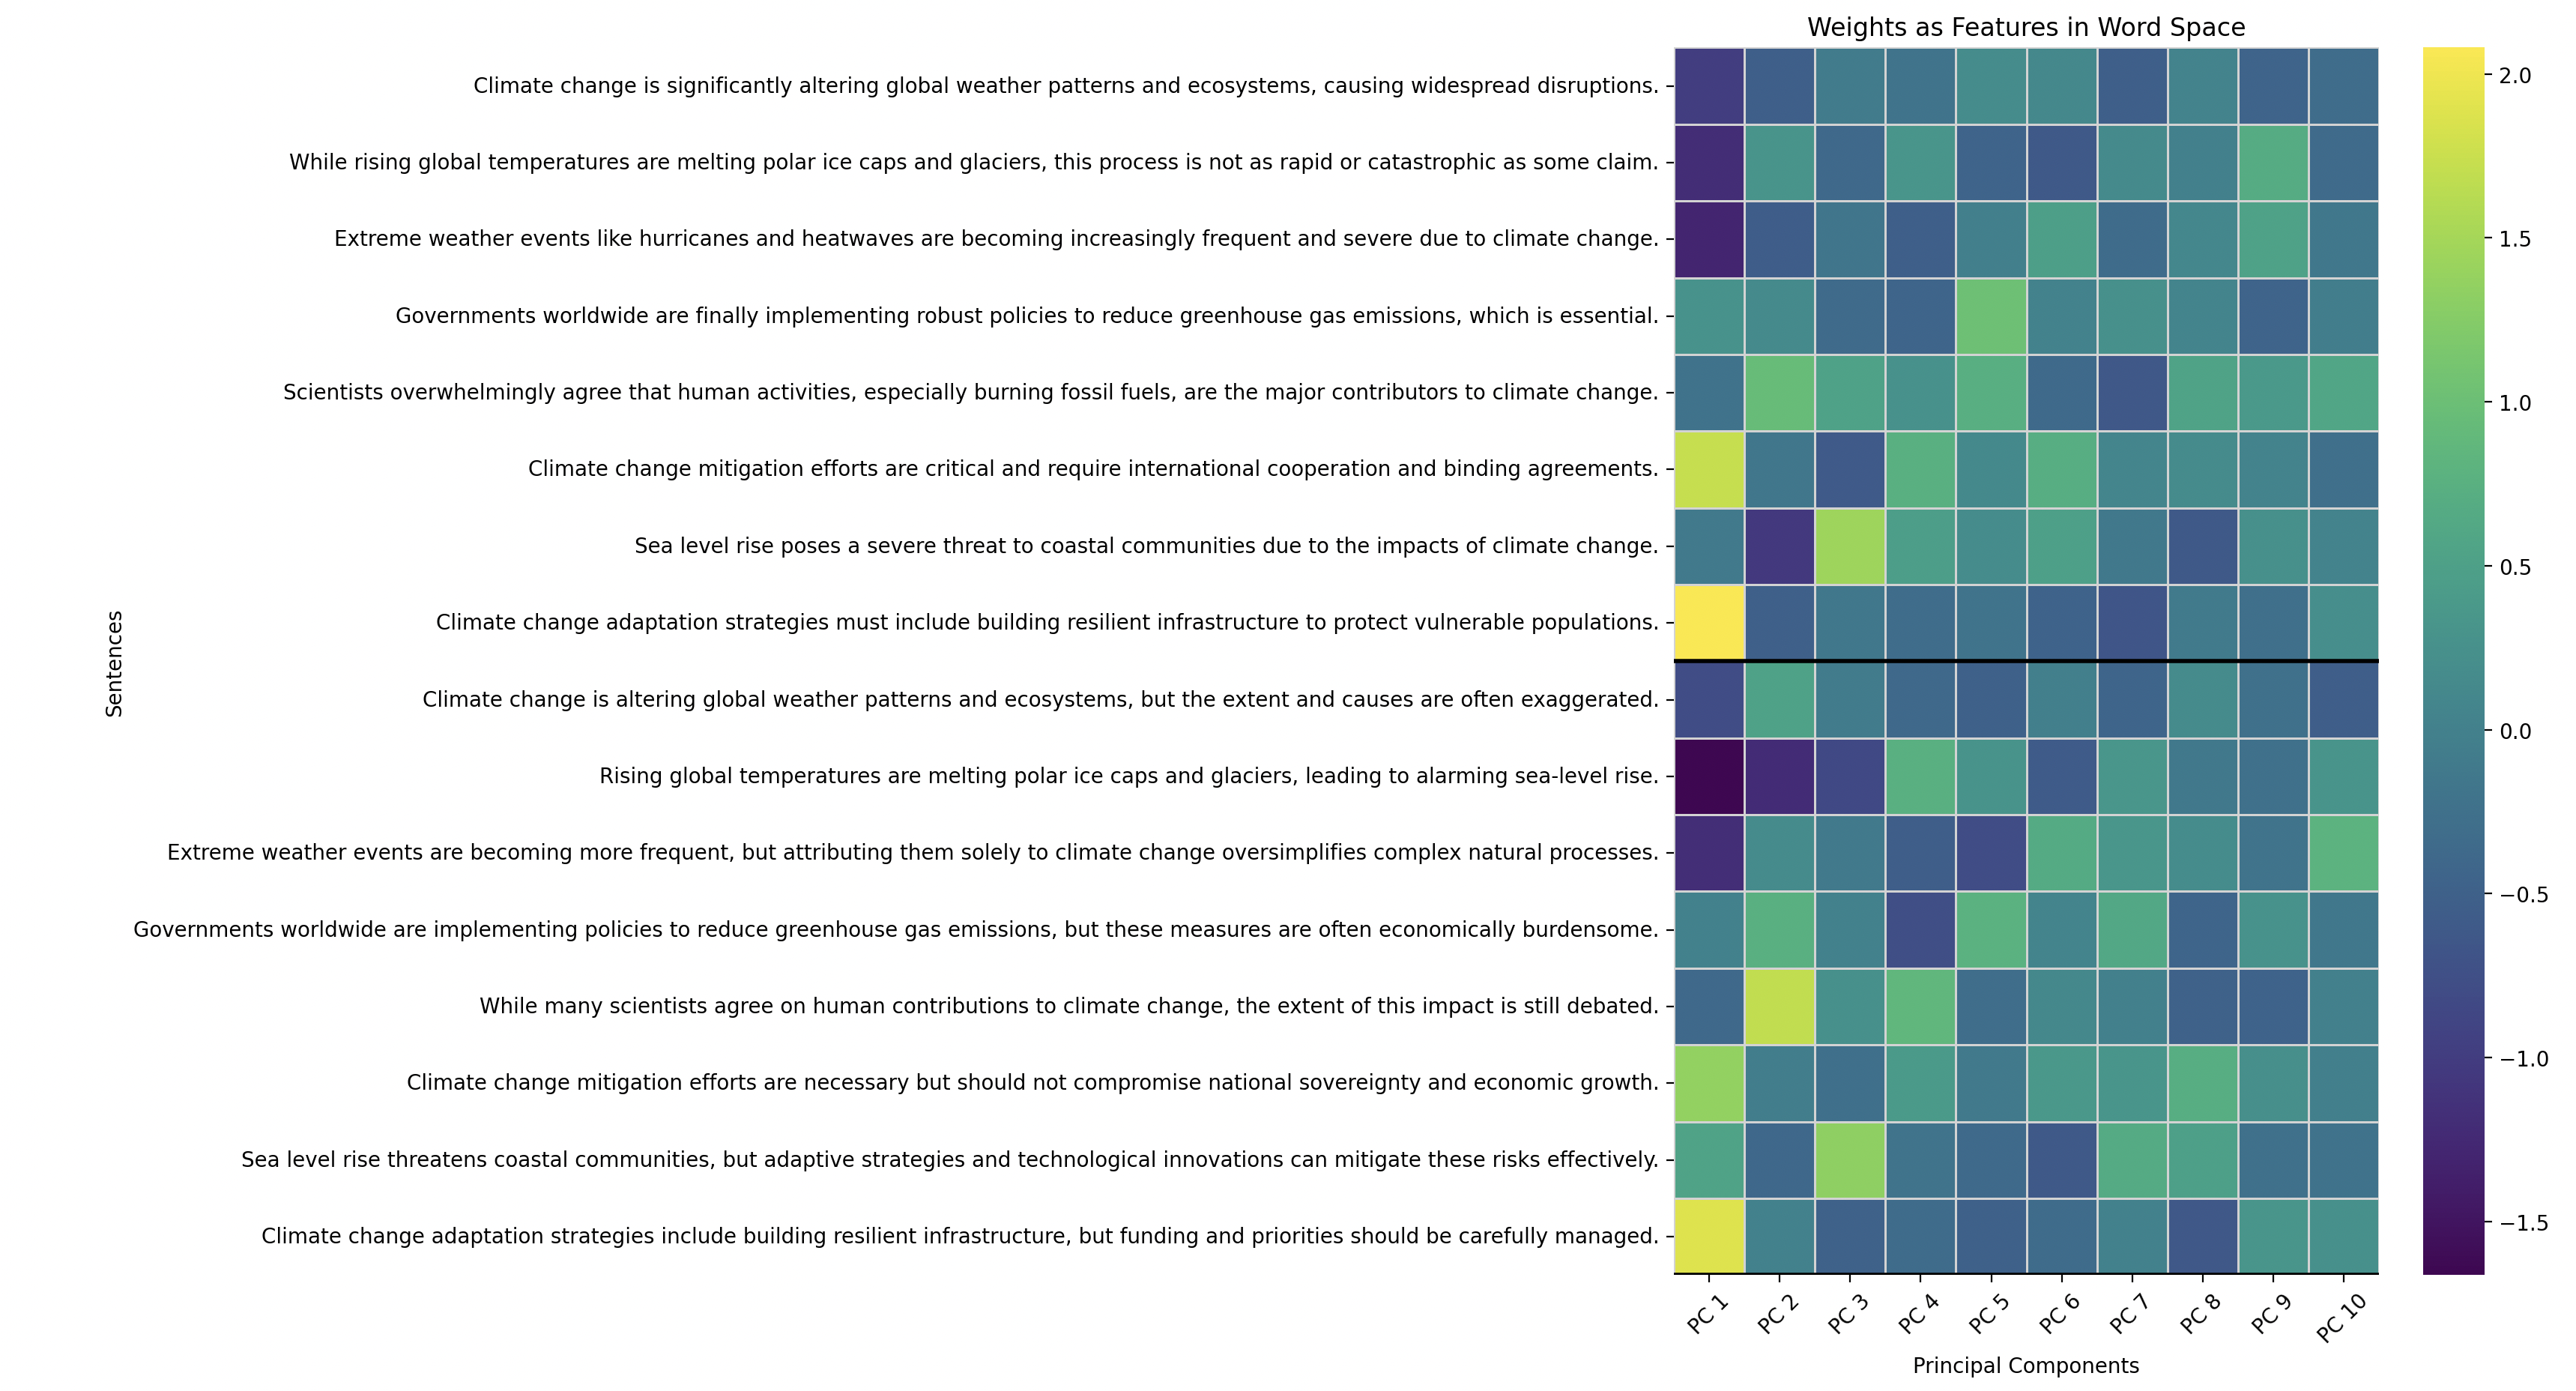 Weights as Features in Word Space
Climate change is significantly altering global weather patterns and ecosystems, causing widespread disruptions.
While rising global temperatures are melting polar ice caps and glaciers, this process is not as rapid or catastrophic as some claim.
Extreme weather events like hurricanes and heatwaves are becoming increasingly frequent and severe due to climate change.
Governments worldwide are finally implementing robust policies to reduce greenhouse gas emissions, which is essential.
Scientists overwhelmingly agree that human activities, especially burning fossil fuels, are the major contributors to climate change.
Climate change mitigation efforts are critical and require international cooperation and binding agreements.
Sea level rise poses a severe threat to coastal communities due to the impacts of climate change.
Climate change adaptation strategies must include building resilient infrastructure to protect vulnerable populations.
Climate change is altering global weather patterns and ecosystems, but the extent and causes are often exaggerated.
Rising global temperatures are melting polar ice caps and glaciers, leading to alarming sea-level rise.
Extreme weather events are becoming more frequent, but attributing them solely to climate change oversimplifies complex natural processes.
Governments worldwide are implementing policies to reduce greenhouse gas emissions, but these measures are often economically burdensome.
While many scientists agree on human contributions to climate change, the extent of this impact is still debated.
Climate change mitigation efforts are necessary but should not compromise national sovereignty and economic growth.
Sea level rise threatens coastal communities, but adaptive strategies and technological innovations can mitigate these risks effectively.
Climate change adaptation strategies include building resilient infrastructure, but funding and priorities should be carefully managed.
Sentences
PC 1
PC 2
PC 3
PC 4
PC 5
PC 6
PC 7
PC 8
PC 9
PC 10
Principal Components
2.0
1.5
1.0
0.5
0.0
−0.5
−1.0
−1.5